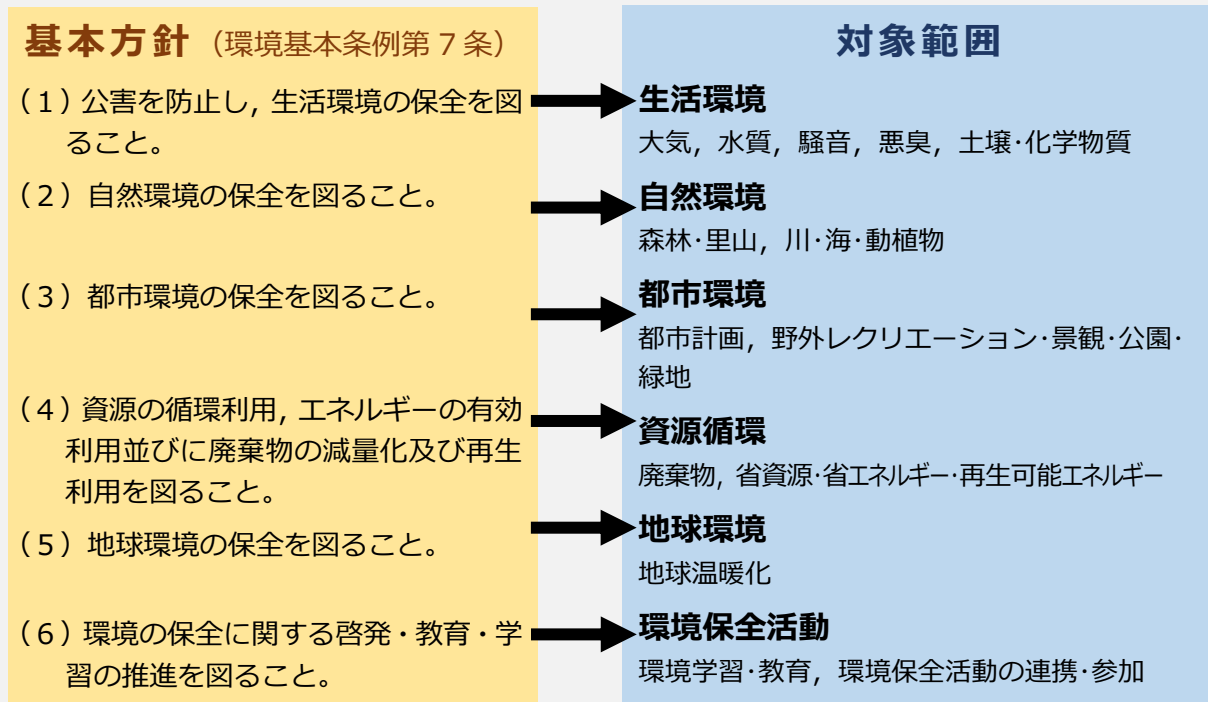 基本方針（環境基本条例第７条）
（１）公害を防止し，生活環境の保全を図
ること。
（２）自然環境の保全を図ること。
（３）都市環境の保全を図ること。
（４）資源の循環利用，エネルギーの有効
利用並びに廃棄物の減量化及び再生
利用を図ること。
（５）地球環境の保全を図ること。
（６）環境の保全に関する啓発・教育・学
習の推進を図ること。
対象範囲
生活環境
大気，水質，騒音，悪臭，土壌・化学物質
自然環境
森林・里山，川・海・動植物
都市環境
都市計画，野外レクリエーション・景観・公園・
緑地
資源循環
廃棄物，省資源・省エネルギー・再生可能エネルギー
地球環境
地球温暖化
環境保全活動
環境学習・教育，環境保全活動の連携・参加